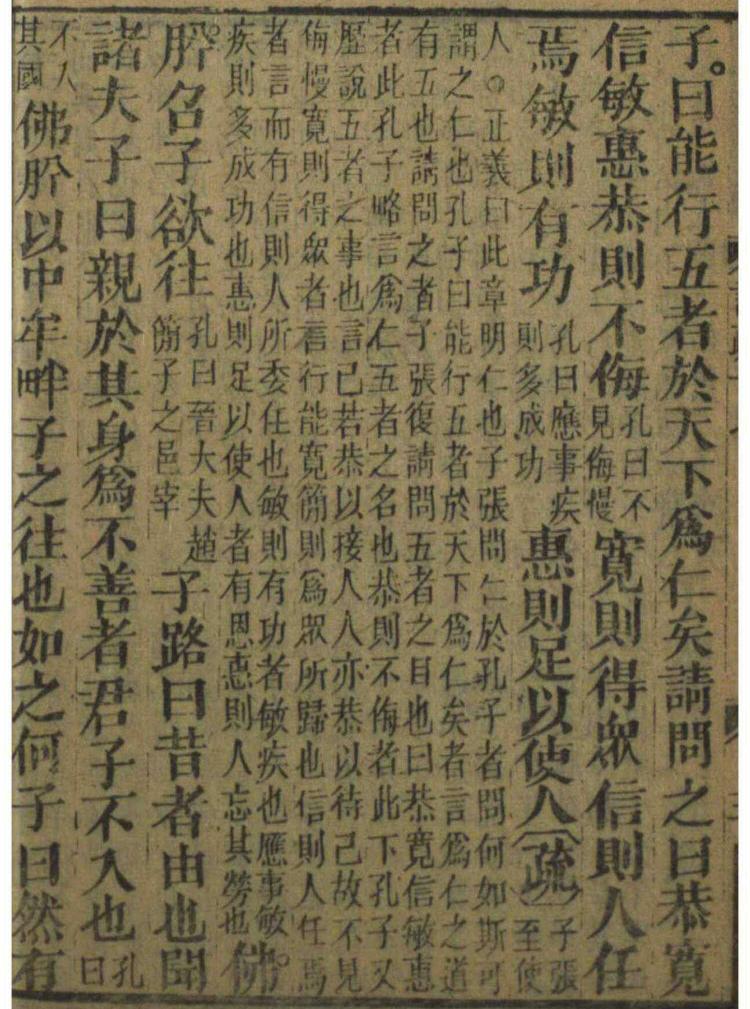 子。曰能行五者於天下爲仁矣請問之曰恭寬
信敏惠恭則不侮孔曰不見侮慢寬則得衆信則人任
焉敏則有功孔曰應事疾則多成功惠則足以使人〔疏〕子張至使
人。正義曰此章明仁也子張問仁於孔子者問何如斯可
謂之仁也孔子曰能行五者於天下爲仁矣者言爲仁之道
有五也請問之者子張復請問五者之目也曰恭寬信敏惠
者此孔子略言爲仁五者之名也恭則不侮者此下孔子又
歷說五者之事也言己若恭以接人人亦恭以待己故不見
侮慢寬則得衆者言行能寬簡則爲衆所歸也信則人任焉
者言而有信則人所委任也敏則有功者敏疾也應事敏
疾則多成功也惠則足以使人者有恩惠則人忘其勞也佛。
肸。召子欲往孔曰晉大夫趙簡子之邑宰子路曰昔者由也聞
諸夫子曰親於其身爲不善者君子不入也孔曰
不入其國佛肸以中牟畔子之往也如之何子曰然有